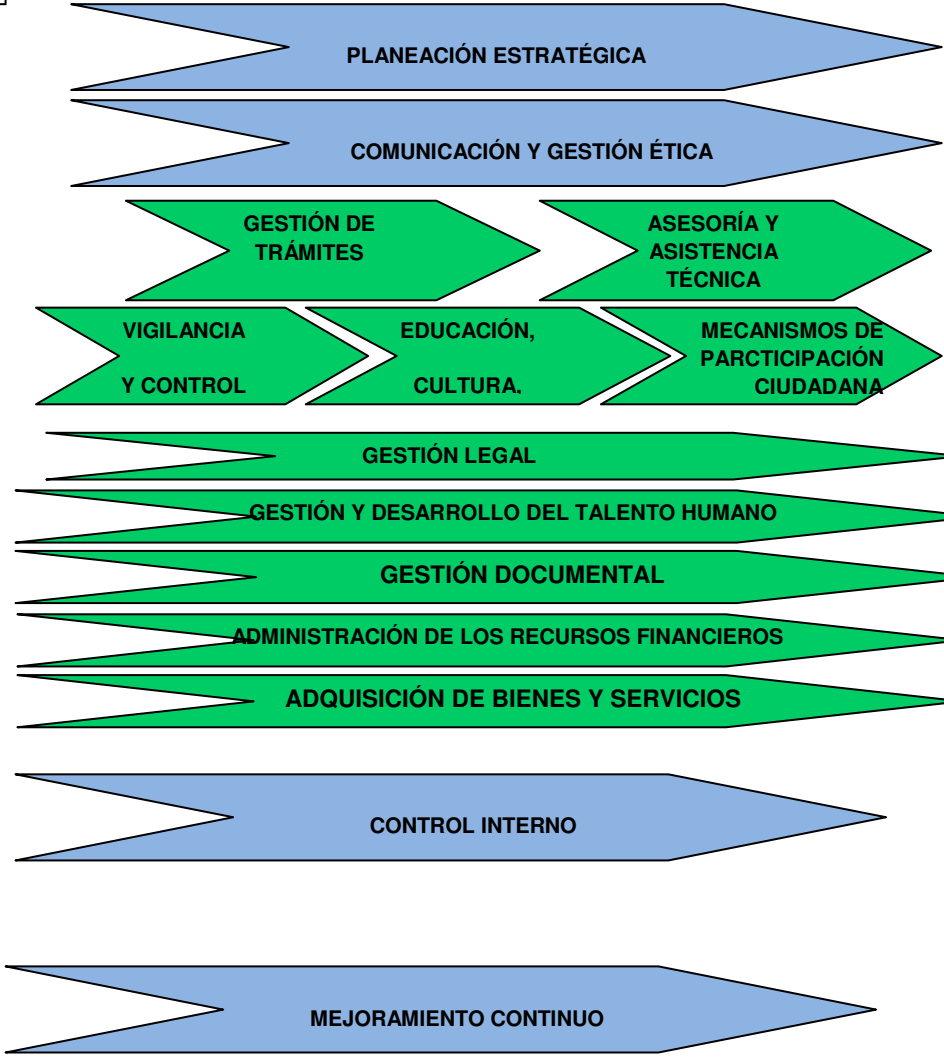 PLANEACIÓN ESTRATÉGICA
COMUNICACIÓN Y GESTIÓN ÉTICA
GESTIÓN DE
TRÁMITES
ASESORÍA Y
ASISTENCIA
TÉCNICA
VIGILANCIA
Y CONTROL
EDUCACIÓN,
CULTURA.
MECANISMOS DE
PARCTICIPACIÓN
CIUDADANA
GESTIÓN LEGAL
GESTIÓN Y DESARROLLO DEL TALENTO HUMANO
GESTIÓN DOCUMENTAL
ADMINISTRACIÓN DE LOS RECURSOS FINANCIEROS
ADQUISICIÓN DE BIENES Y SERVICIOS
CONTROL INTERNO
MEJORAMIENTO CONTINUO